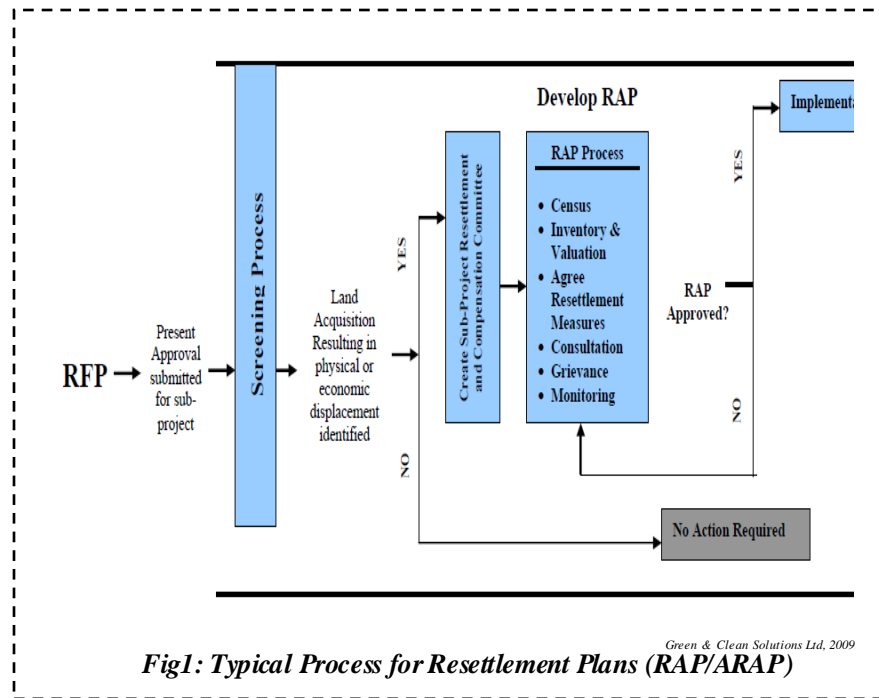 Develop RAP
Implementa
RAP Process
YES
• Census
• Inventory &
Valuation
• Agree
Resettlement
Measures
• Consultation
• Grievance
• Monitoring
Create Sub-Project Resettlement
and Compensation Committee
YES
Screening Process
RAP
Approved?
Land
Acquisition
Resulting in
physical or
economic
displacement
identified
Present
Approval
submitted
for sub-
project
RFP
NO
NO
No Action Required
Green & Clean Solutions Ltd, 2009
Fig1: Typical Process for Resettlement Plans (RAP/ARAP)